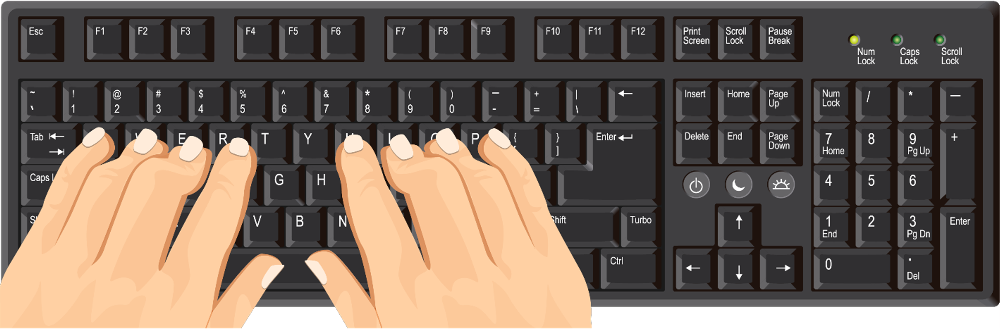 Esc F1 F2 F3 F4 F5 F6 F7 F8 F9 F10 F11 F12 Print Screen Scroll Lock Pause Break
Num Lock Caps Lock Scroll Lock
~ ! @ # $ % ^ & * ( ) — + | ←
` 1 2 3 4 5 6 7 8 9 0 - = \
Insert Home Page Up Num Lock / * —
Tab E R T Y P { } Enter
]
Delete End Page Down 7 Home 8 9 Pg Up +
Caps G H
4 5 6
V B N Shift Turbo
↑ 1 End 2 3 Pg Dn Enter
Ctrl ← ↓ → 0 . Del